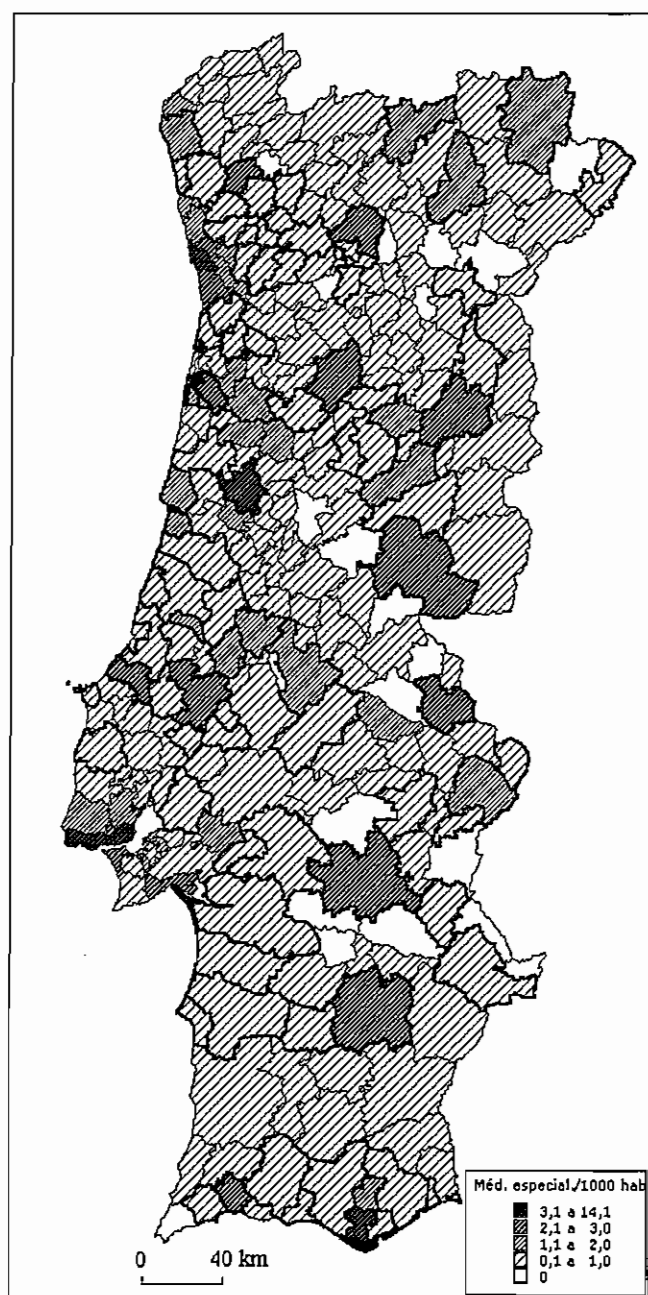 Méd. especial./1000 hab
3,1 a 14,1
2,1 a 3,0
1,1 a 2,0
0,1 a 1,0
0
0 40 km